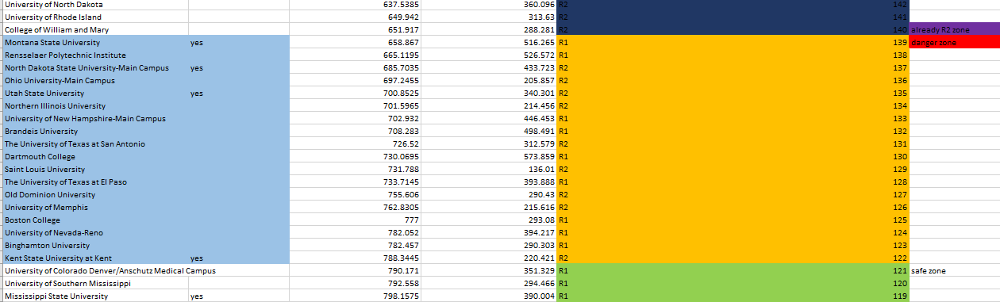 University of North Dakota 637.5385 360.096 R2 142
University of Rhode Island 649.942 313.63 R2 141
College of William and Mary 651.917 288.281 R2 140 already R2 zone
Montana State University yes 658.867 516.265 R1 139 danger zone
Rensselaer Polytechnic Institute 665.1195 526.572 R1 138
North Dakota State University-Main Campus yes 685.7035 433.723 R2 137
Ohio University-Main Campus 697.2455 205.857 R2 136
Utah State University yes 700.8525 340.301 R2 135
Northern Illinois University 701.5965 214.456 R2 134
University of New Hampshire-Main Campus 702.932 446.453 R1 133
Brandeis University 708.283 498.491 R1 132
The University of Texas at San Antonio 726.52 312.579 R2 131
Dartmouth College 730.0695 573.859 R1 130
Saint Louis University 731.788 136.01 R2 129
The University of Texas at El Paso 733.7145 393.888 R1 128
Old Dominion University 755.606 290.43 R2 127
University of Memphis 762.8305 215.616 R2 126
Boston College 777 293.08 R1 125
University of Nevada-Reno 782.052 394.217 R1 124
Binghamton University 782.457 290.303 R1 123
Kent State University at Kent yes 788.3445 220.421 R2 122
University of Colorado Denver/Anschutz Medical Campus 790.171 351.329 R1 121 safe zone
University of Southern Mississippi 792.558 294.466 R1 120
Mississippi State University yes 798.1575 390.004 R1 119